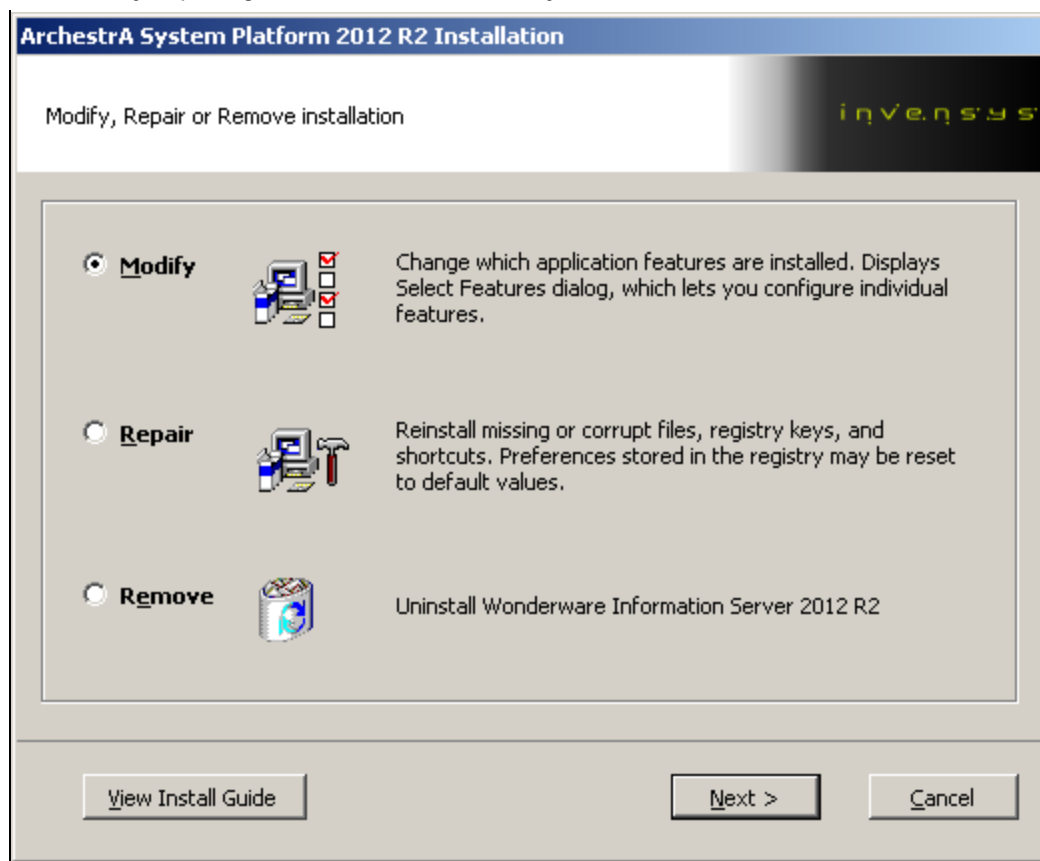 ArchestrA System Platform 2012 R2 Installation
Modify, Repair or Remove installation
invensys
Modify
Change which application features are installed. Displays
Select Features dialog, which lets you configure individual
features.
Repair
Reinstall missing or corrupt files, registry keys, and
shortcuts. Preferences stored in the registry may be reset
to default values.
Remove
Uninstall Wonderware Information Server 2012 R2
View Install Guide
Next >
Cancel